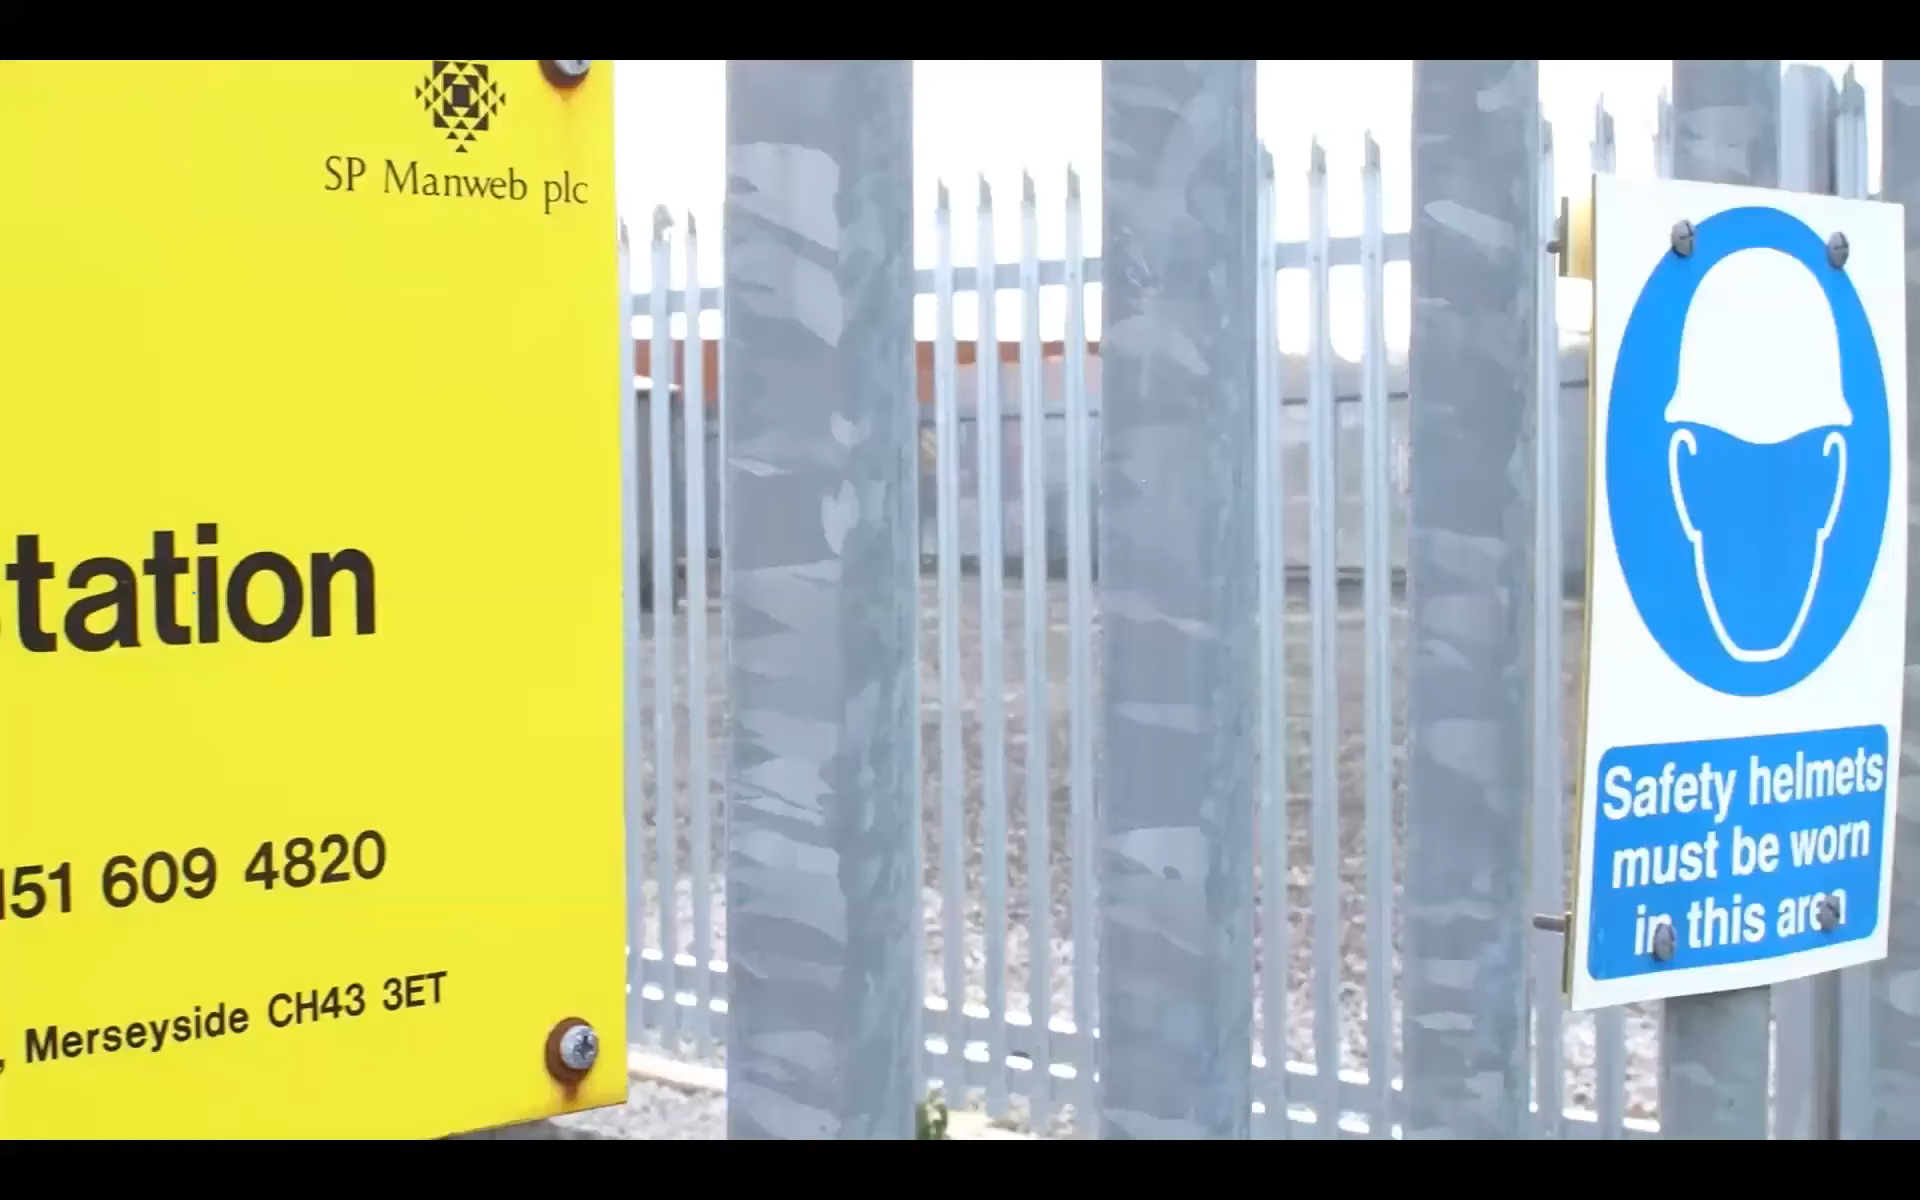 SP Manweb plc
tation
151 609 4820
, Merseyside CH43 3ET
Safety helmets
must be worn
in this area